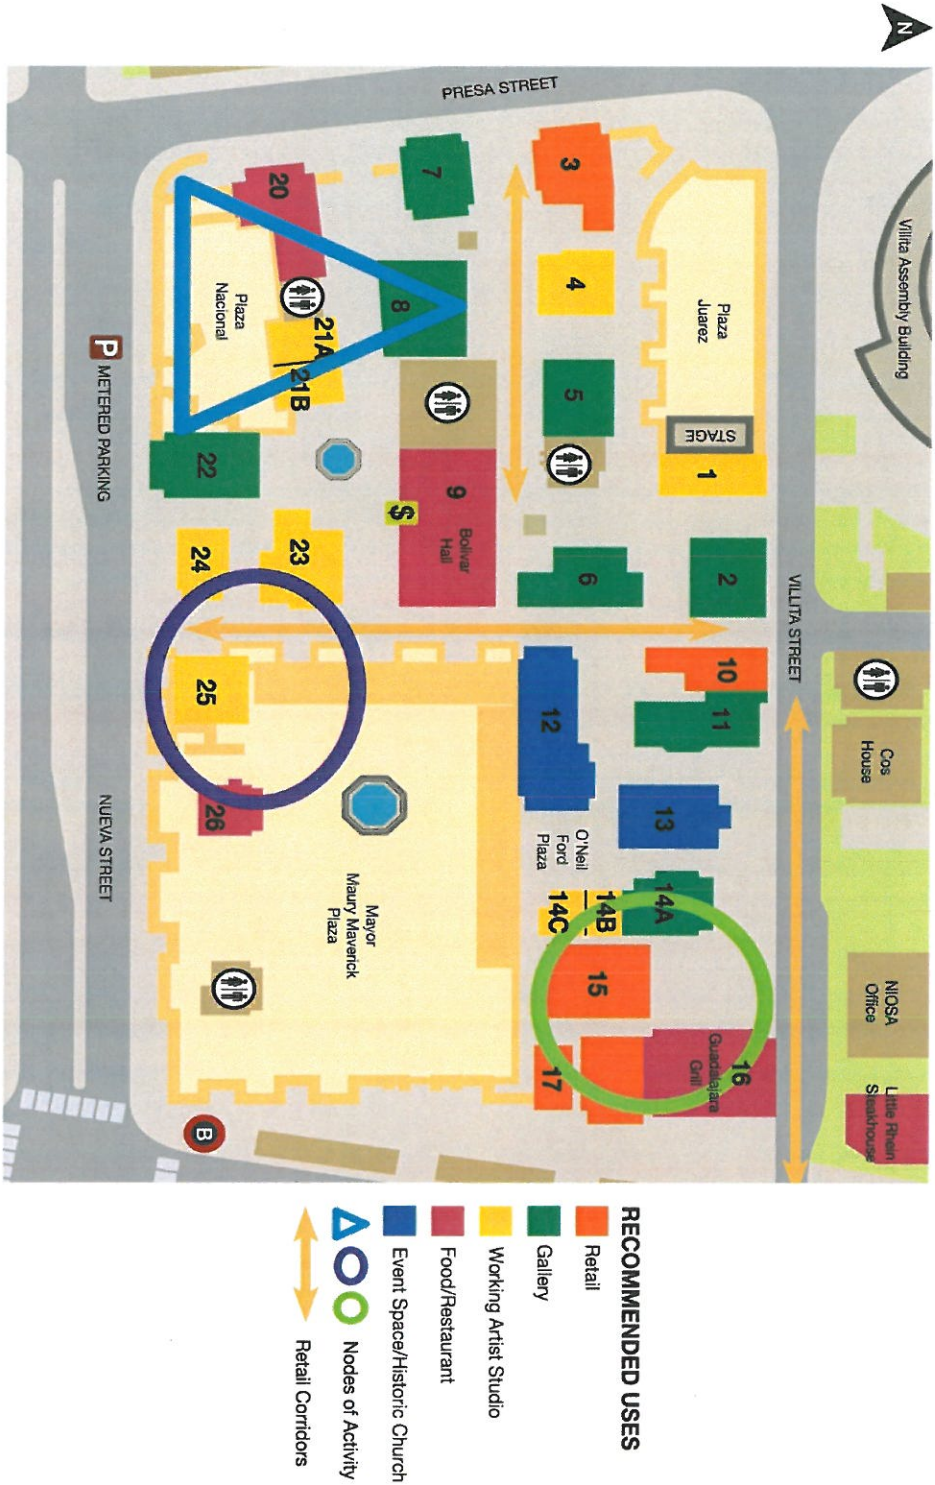 N
PRESA STREET
Villita Assembly Building
3
7
20
4
Plaza
Juarez
8
Plaza
Nacional
21A
21B
5
STAGE
1
P METERED PARKING
22
9
Bolivar
Hall
$
24
23
6
2
VILLITA STREET
10
25
12
11
Cos
House
26
13
O'Neil
Ford
Plaza
NUEVA STREET
14A
14B
14C
Mayor
Maury Maverick
Plaza
15
NIOSA
Office
16
Guadalajara
Grill
17
Little Rhein
Steakhouse
B
RECOMMENDED USES
Retail
Gallery
Working Artist Studio
Food/Restaurant
Event Space/Historic Church
Nodes of Activity
Retail Corridors